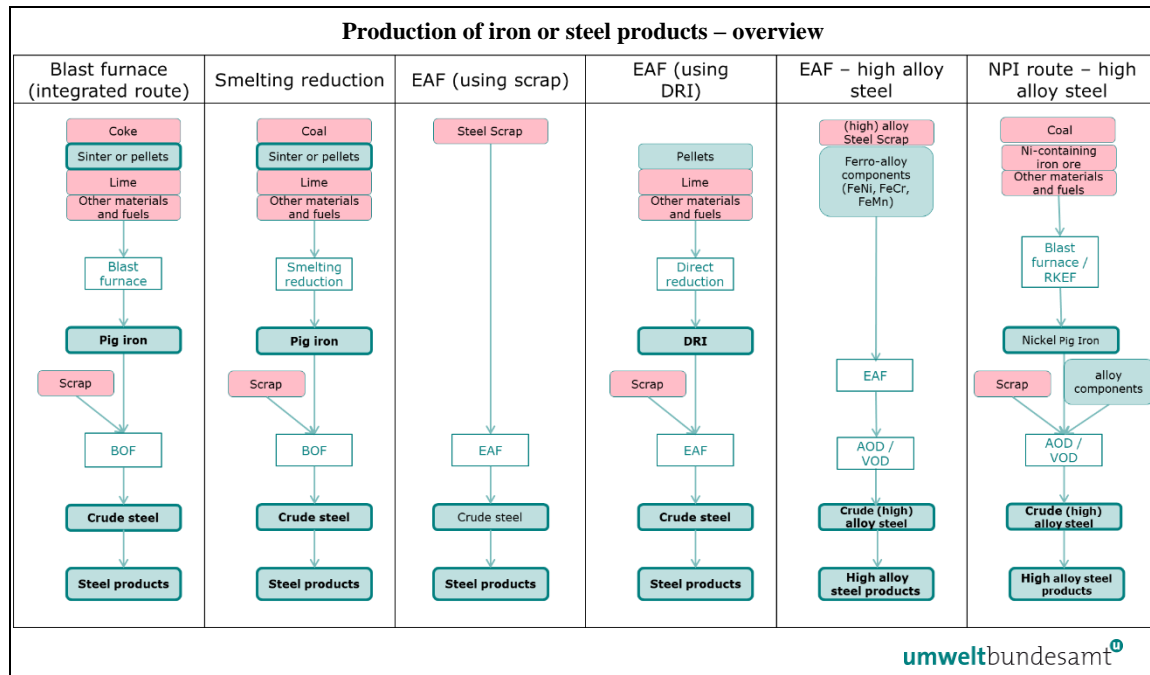 Production of iron or steel products – overview
Blast furnace
(integrated route)
Coke
Sinter or pellets
Lime
Other materials
and fuels
Blast
furnace
Pig iron
Scrap
BOF
Crude steel
Steel products
Smelting reduction
Coal
Sinter or pellets
Lime
Other materials
and fuels
Smelting
reduction
Pig iron
Scrap
BOF
Crude steel
Steel products
EAF (using scrap)
Steel Scrap
EAF
Crude steel
Steel products
EAF (using
DRI)
Pellets
Lime
Other materials
and fuels
Direct
reduction
DRI
Scrap
EAF
Crude steel
Steel products
EAF – high alloy
steel
(high) alloy
Steel Scrap
Ferro-alloy
components
(FeNi, FeCr,
FeMn)
EAF
AOD /
VOD
Crude (high)
alloy steel
High alloy
steel products
NPI route – high
alloy steel
Coal
Ni-containing
iron ore
Other materials
and fuels
Blast
furnace /
RKEF
Nickel Pig Iron
Scrap
alloy
components
AOD /
VOD
Crude (high)
alloy steel
High alloy steel
products
umweltbundesamt u